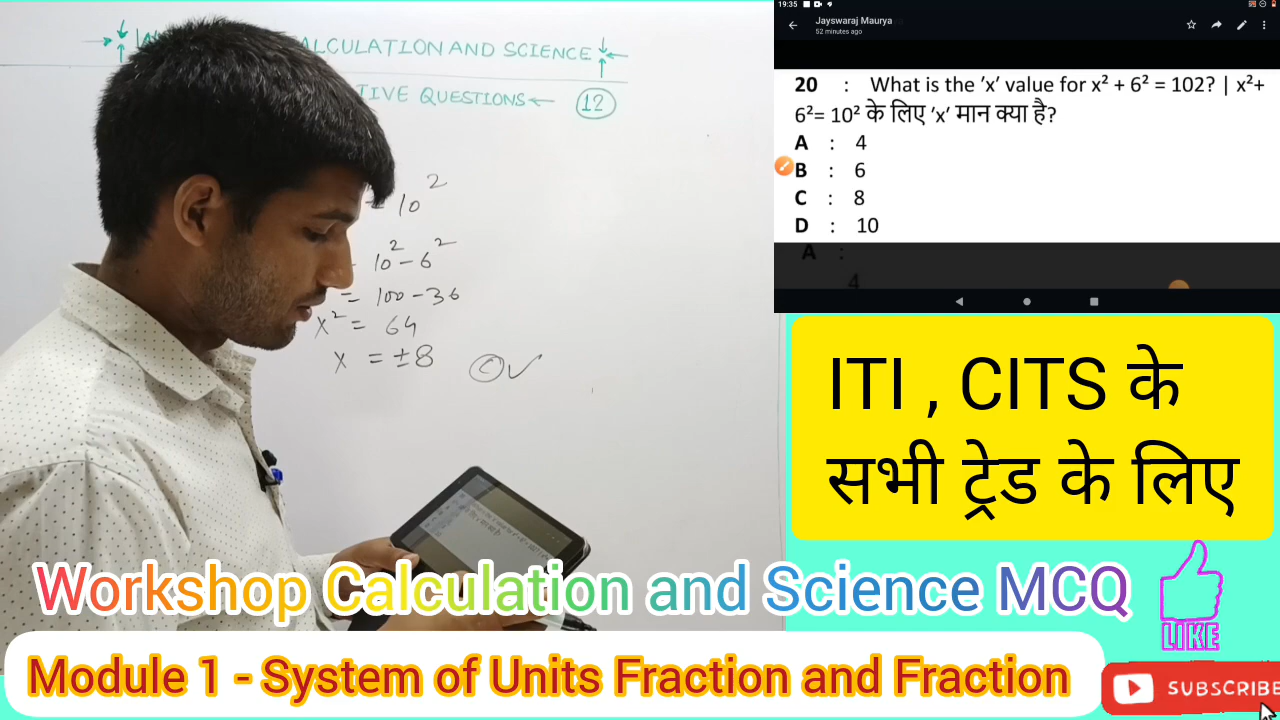 CALCULATION AND SCIENCE
TIVE QUESTIONS ← 12
= 10²
10² - 6²
= 100 - 36
x² = 64
x = ±8 C ✓
19:35
Jayswaraj Maurya
52 minutes ago
20 : What is the ’x’ value for x² + 6² = 102? | x²+
6²= 10² के लिए ’x’ मान क्या है?
A : 4
B : 6
C : 8
D : 10
A :
4
ITI , CITS के
सभी ट्रेड के लिए
Workshop Calculation and Science MCQ
LIKE
Module 1 - System of Units Fraction and Fraction
SUBSCRIBE